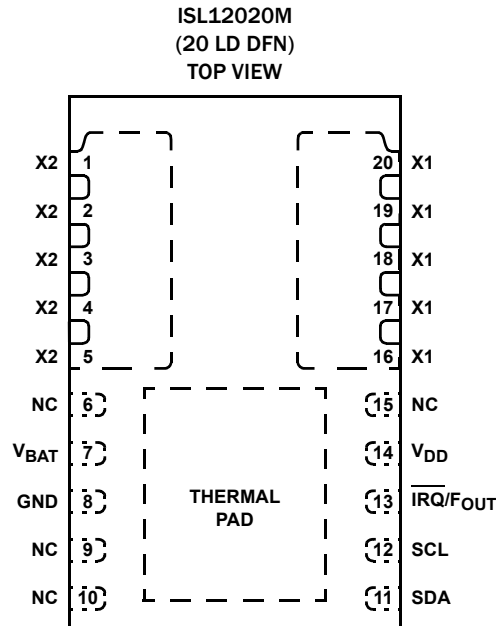 ISL12020M
(20 LD DFN)
TOP VIEW
X2 1 20 X1
X2 2 19 X1
X2 3 18 X1
X2 4 17 X1
X2 5 16 X1
NC 6 15 NC
VBAT 7 14 VDD
GND 8 THERMAL 13 IRQ/FOUT
PAD
NC 9 12 SCL
NC 10 11 SDA